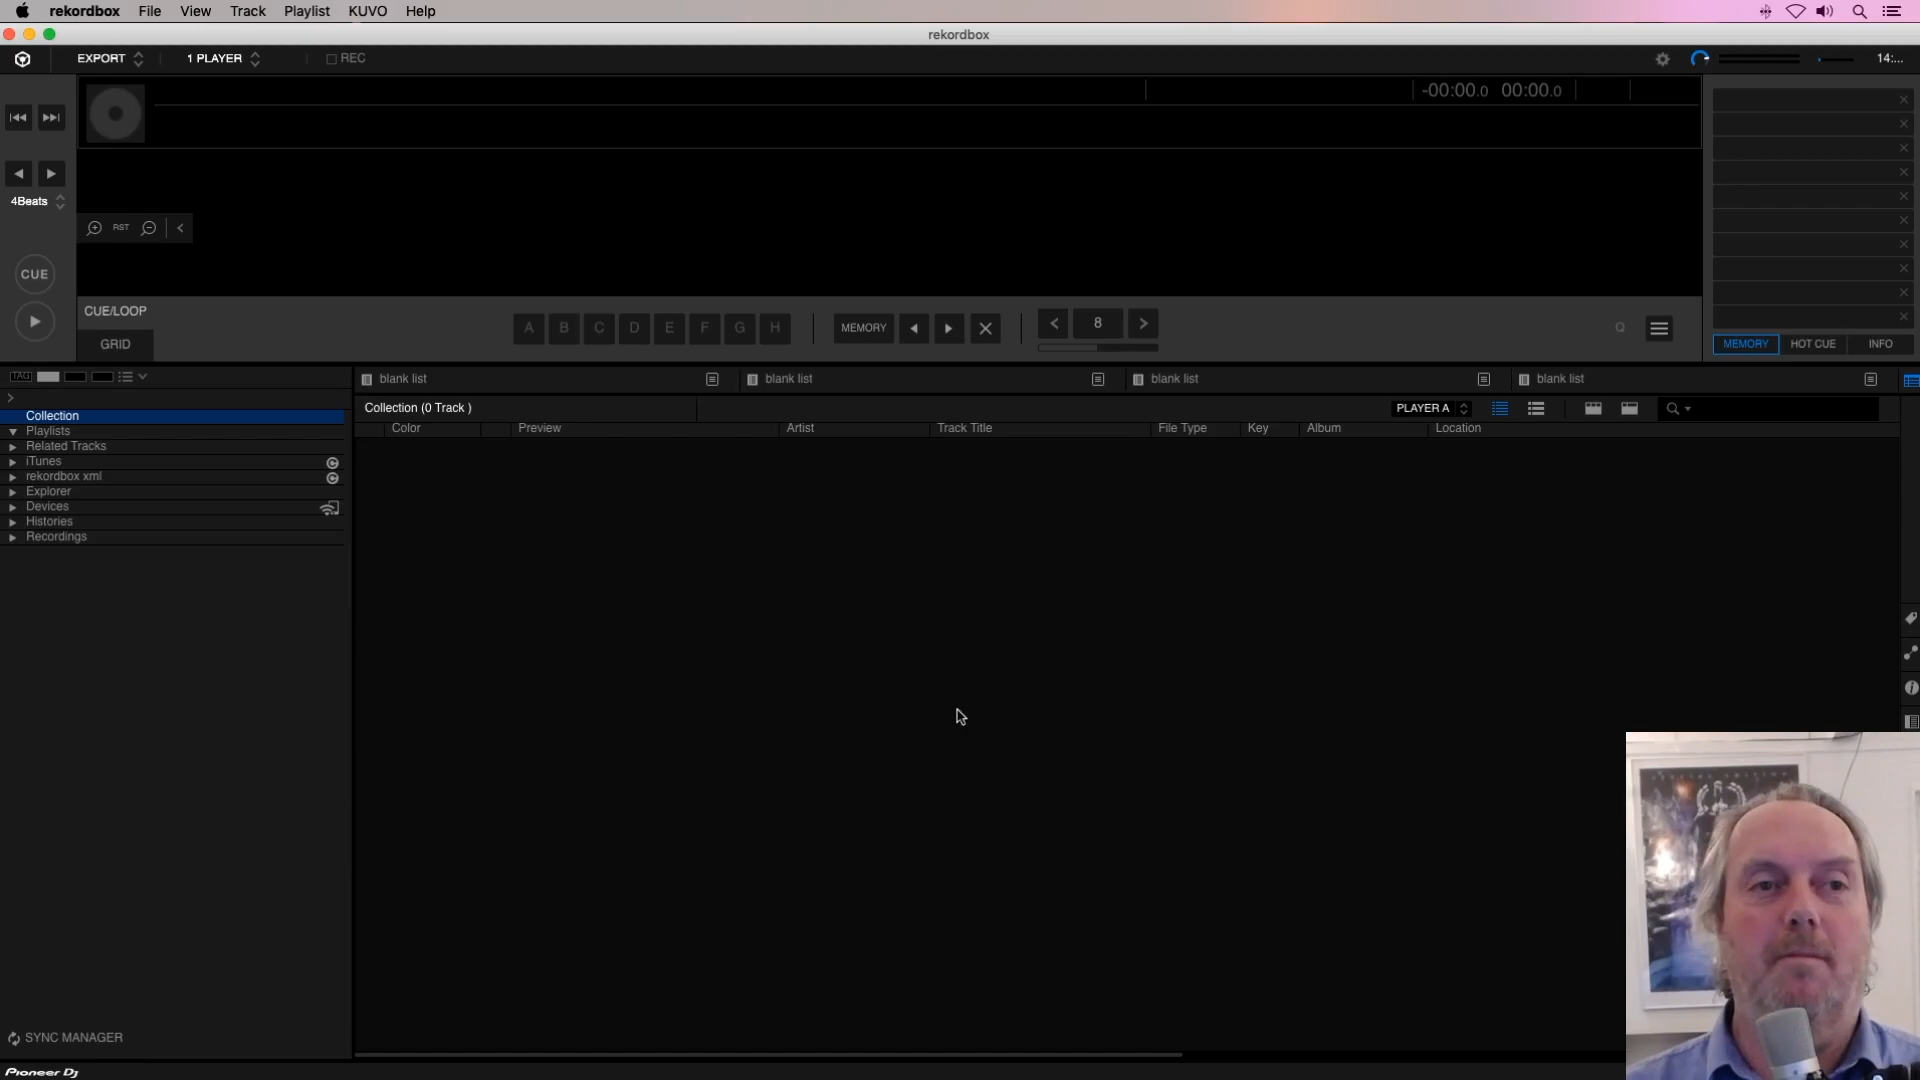 rekordbox File View Track Playlist KUVO Help
rekordbox
EXPORT 1 PLAYER REC 14:...
-00:00.0 00:00.0
4Beats
RST
CUE
CUE/LOOP
A B C D E F G H MEMORY 8 Q
GRID
MEMORY HOT CUE INFO
TAG
blank list blank list blank list blank list
Collection (0 Track ) PLAYER A
Color Preview Artist Track Title File Type Key Album Location
Collection
Playlists
Related Tracks
iTunes
rekordbox xml
Explorer
Devices
Histories
Recordings
SYNC MANAGER
Pioneer Dj